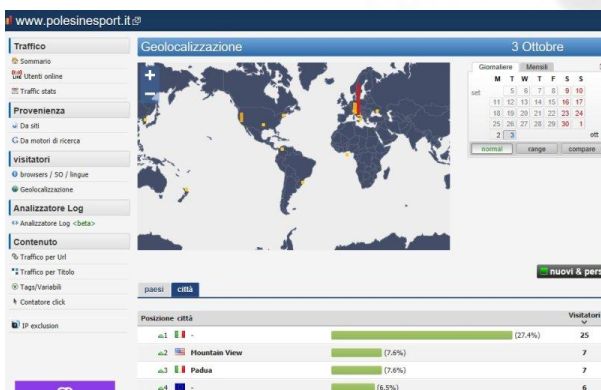 www.polesinesport.it
Traffico
Sommario
Utenti online
Traffic stats
Provenienza
Da siti
Da motori di ricerca
visitatori
browsers / SO / lingue
Geolocalizzazione
Analizzatore Log
Analizzatore Log <beta>
Contenuto
Traffico per Url
Traffico per Titolo
Tags/Variabili
Contatore click
IP exclusion
Geolocalizzazione 3 Ottobre
+
−
Giornaliere Mensili
M T W T F S S
set 5 6 7 8 9 10
11 12 13 14 15 16 17
18 19 20 21 22 23 24
25 26 27 28 29 30 1
2 3 ott
normal range compare
nuovi & pers
paesi città
Posizione città Visitatori
1 - (27.4%) 25
2 Mountain View (7.6%) 7
3 Padua (7.6%) 7
4 - (6.5%) 6